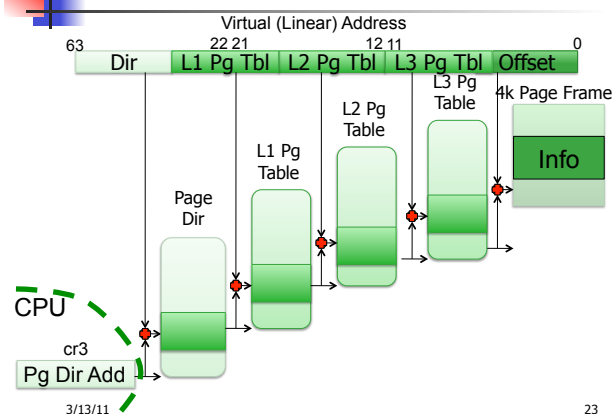 Virtual (Linear) Address
63 22 21 12 11 0
Dir L1 Pg Tbl L2 Pg Tbl L3 Pg Tbl Offset
L3 Pg
Table
4k Page Frame
L2 Pg
Table
Info
L1 Pg
Table
Page
Dir
CPU
cr3
Pg Dir Add
3/13/11 23